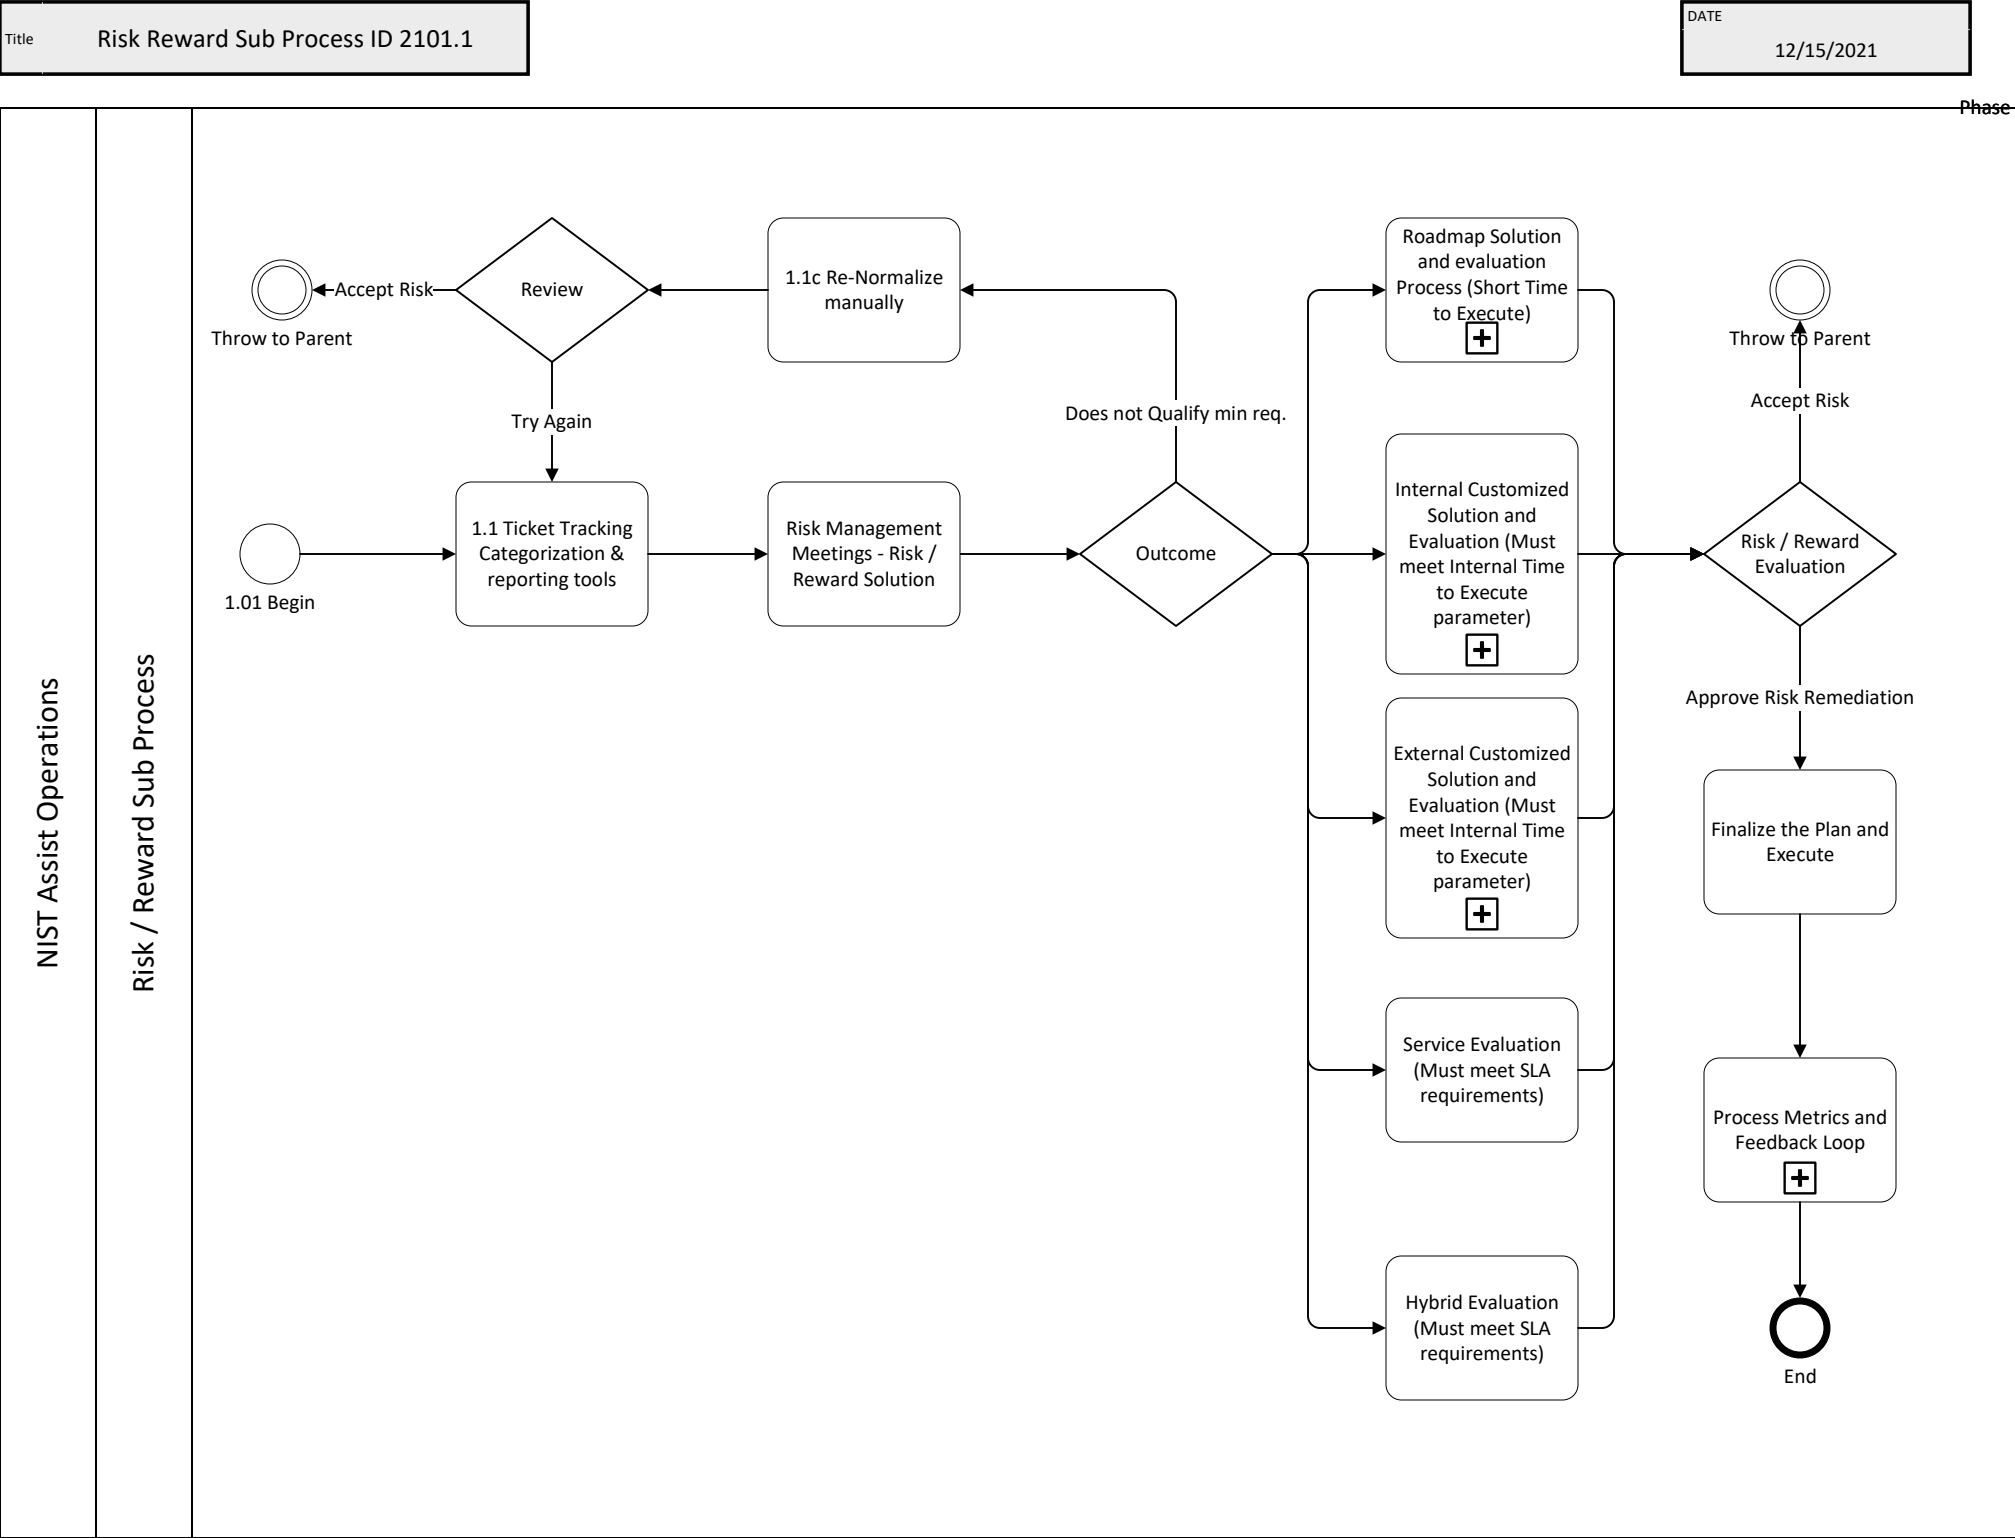 Title
Risk Reward Sub Process ID 2101.1
DATE
12/15/2021
Phase
NIST Assist Operations
Risk / Reward Sub Process
Accept Risk
Throw to Parent
Review
Try Again
1.1c Re-Normalize
manually
Does not Qualify min req.
1.01 Begin
1.1 Ticket Tracking
Categorization &
reporting tools
Risk Management
Meetings - Risk /
Reward Solution
Outcome
Roadmap Solution
and evaluation
Process (Short Time
to Execute)
Internal Customized
Solution and
Evaluation (Must
meet Internal Time
to Execute
parameter)
External Customized
Solution and
Evaluation (Must
meet Internal Time
to Execute
parameter)
Service Evaluation
(Must meet SLA
requirements)
Hybrid Evaluation
(Must meet SLA
requirements)
Throw to Parent
Accept Risk
Risk / Reward
Evaluation
Approve Risk Remediation
Finalize the Plan and
Execute
Process Metrics and
Feedback Loop
End